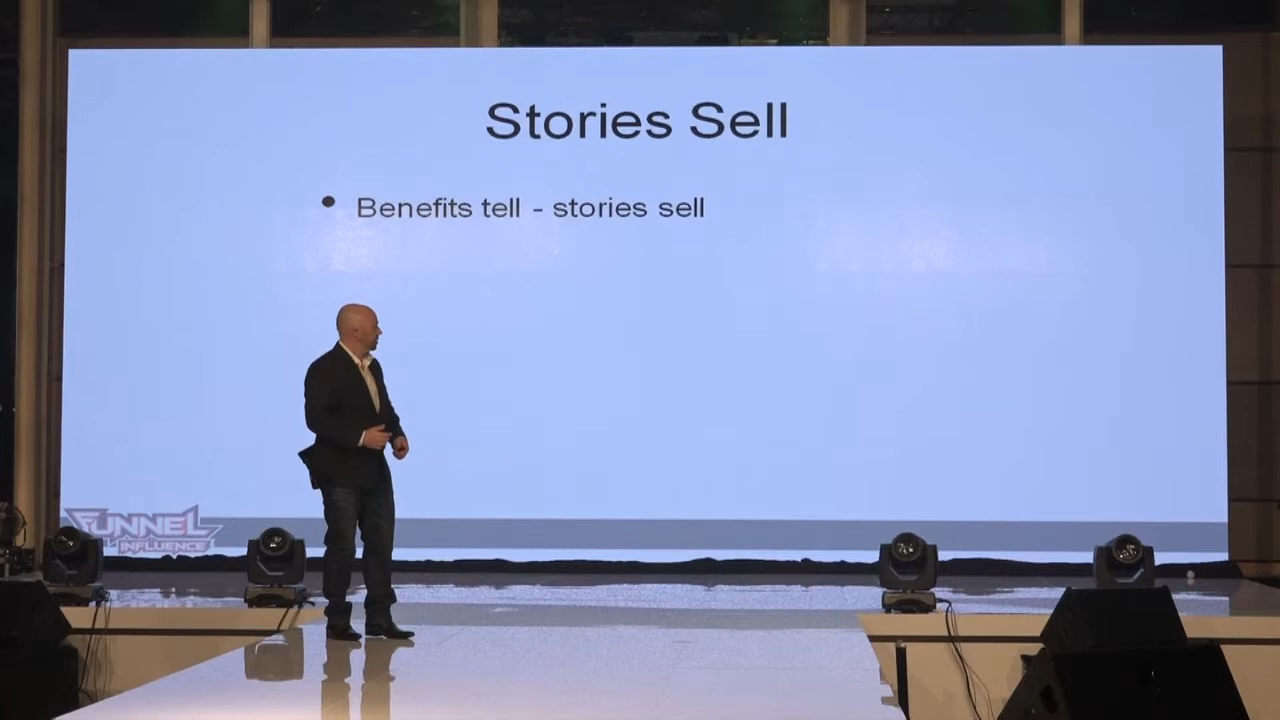 Stories Sell
• Benefits tell - stories sell
FUNNEL
INFLUENCE